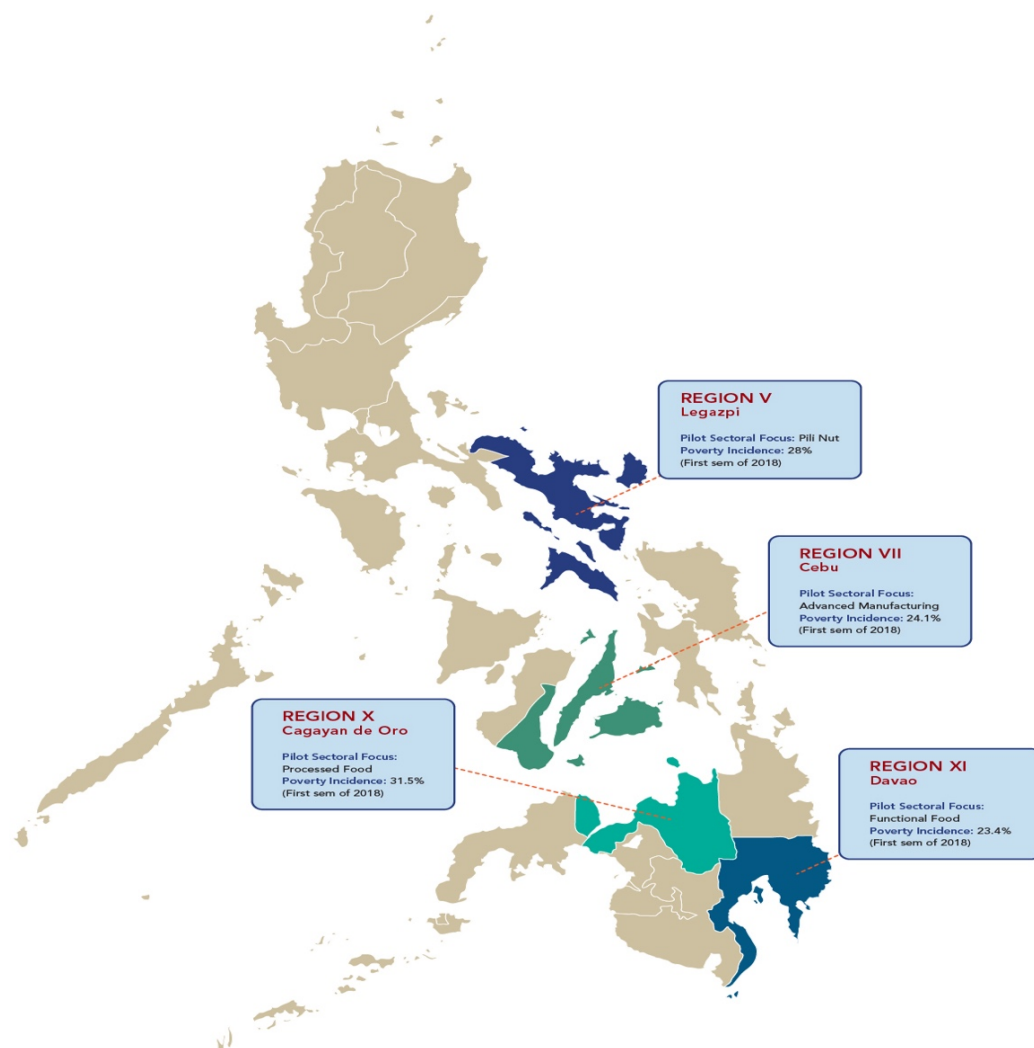 REGION V
Legazpi
Pilot Sectoral Focus: Pili Nut
Poverty Incidence: 28%
(First sem of 2018)
REGION VII
Cebu
Pilot Sectoral Focus:
Advanced Manufacturing
Poverty Incidence: 24.1%
(First sem of 2018)
REGION X
Cagayan de Oro
Pilot Sectoral Focus:
Processed Food
Poverty Incidence: 31.5%
(First sem of 2018)
REGION XI
Davao
Pilot Sectoral Focus:
Functional Food
Poverty Incidence: 23.4%
(First sem of 2018)